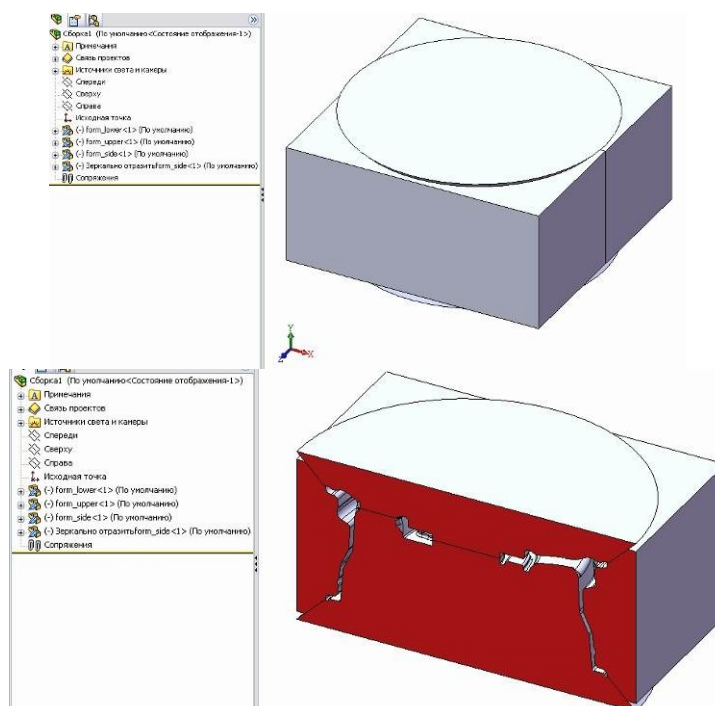 Сборка1 (По умолчанию<Состояние отображения-1>)
Примечания
Связь проектов
Источники света и камеры
Спереди
Сверху
Справа
Исходная точка
(-) form_lower<1> (По умолчанию)
(-) form_upper<1> (По умолчанию)
(-) form_side<1> (По умолчанию)
(-) Зеркально отразитьform_side<1> (По умолчанию)
Сопряжения
Y
Z
X
Сборка1 (По умолчанию<Состояние отображения-1>)
Примечания
Связь проектов
Источники света и камеры
Спереди
Сверху
Справа
Исходная точка
(-) form_lower<1> (По умолчанию)
(-) form_upper<1> (По умолчанию)
(-) form_side<1> (По умолчанию)
(-) Зеркально отразитьform_side<1> (По умолчанию)
Сопряжения